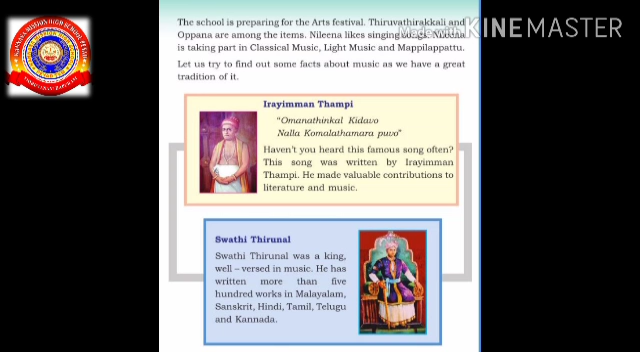 The school is preparing for the Arts festival. Thiruvathirakkali and
Oppana are among the items. Nileena likes singing songs. Nileena
is taking part in Classical Music, Light Music and Mappilappattu.
Let us try to find out some facts about music as we have a great
tradition of it.
Made with KINEMASTER
Irayimman Thampi
"Omanathinkal Kidavo
Nalla Komalathamara puvo"
Haven't you heard this famous song often?
This song was written by Irayimman
Thampi. He made valuable contributions to
literature and music.
Swathi Thirunal
Swathi Thirunal was a king,
well – versed in music. He has
written more than five
hundred works in Malayalam,
Sanskrit, Hindi, Tamil, Telugu
and Kannada.